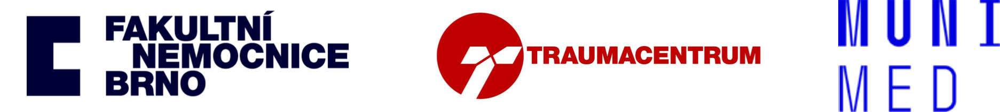 FAKULTNÍ
NEMOCNICE
BRNO
TRAUMACENTRUM
MUNI
MED